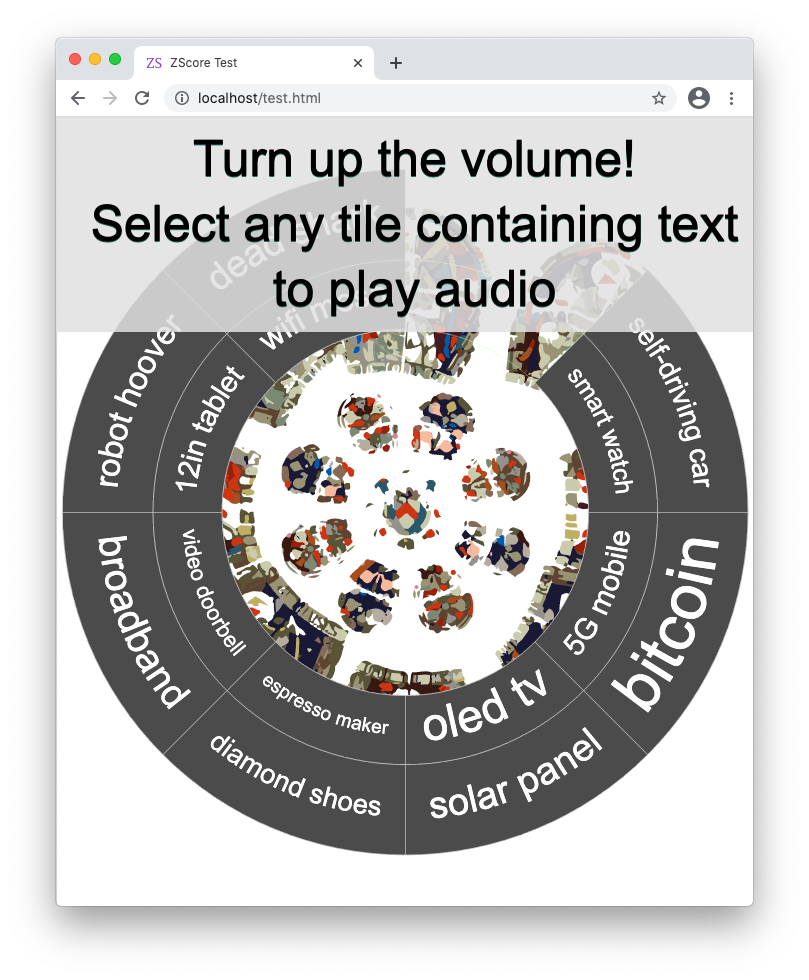 ZS ZScore Test
localhost/test.html
Turn up the volume!
Select any tile containing text
to play audio
dead shark
self-driving car
robot hoover
12in tablet
smart watch
broadband
video doorbell
5G mobile
bitcoin
espresso maker
oled tv
diamond shoes
solar panel
wifi